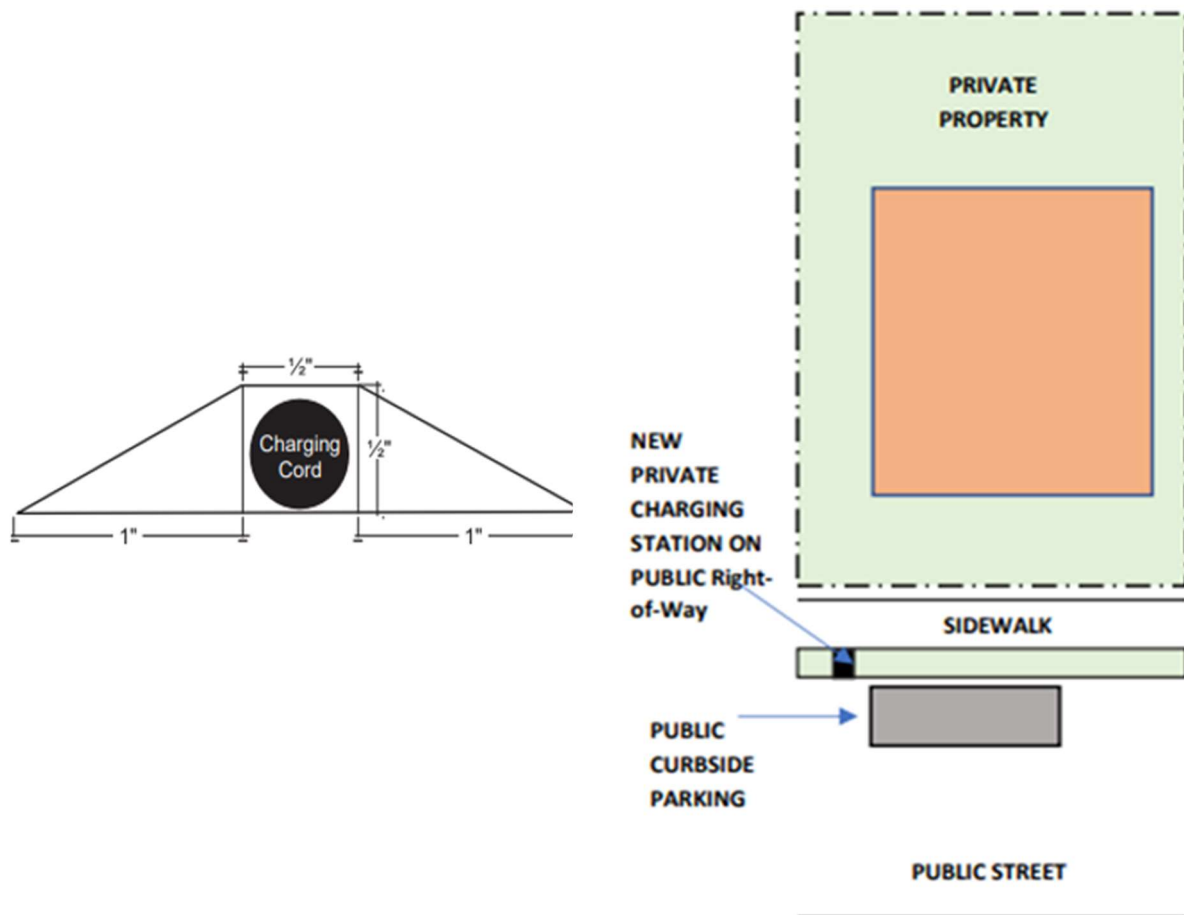 ½"
Charging
Cord
½"
1"
1"
PRIVATE
PROPERTY
NEW
PRIVATE
CHARGING
STATION ON
PUBLIC Right-
of-Way
SIDEWALK
PUBLIC
CURBSIDE
PARKING
PUBLIC STREET